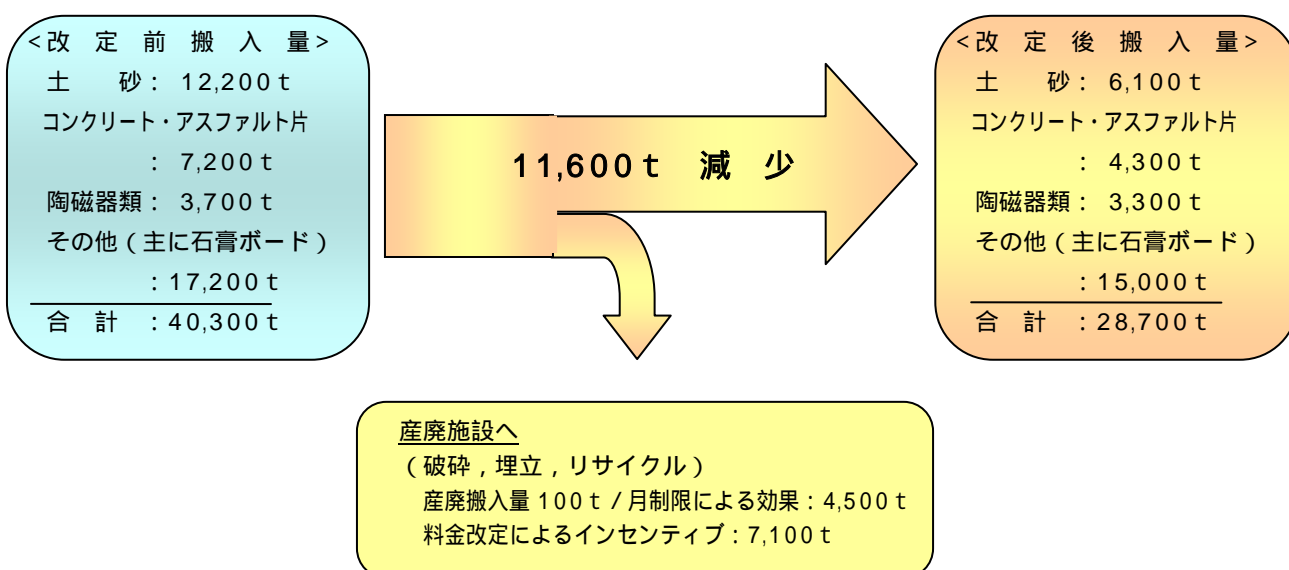 <改定前搬入量>
土　　砂：12,200ｔ
コンクリート・アスファルト片
：7,200ｔ
陶磁器類：3,700ｔ
その他（主に石膏ボード）
：17,200ｔ
合　計　：40,300ｔ
11,600ｔ　減　少
<改定後搬入量>
土　　砂：6,100ｔ
コンクリート・アスファルト片
：4,300ｔ
陶磁器類：3,300ｔ
その他（主に石膏ボード）
：15,000ｔ
合　計　：28,700ｔ
産廃施設へ
（破砕，埋立，リサイクル）
産廃搬入量 100ｔ/月制限による効果：4,500ｔ
料金改定によるインセンティブ：7,100ｔ